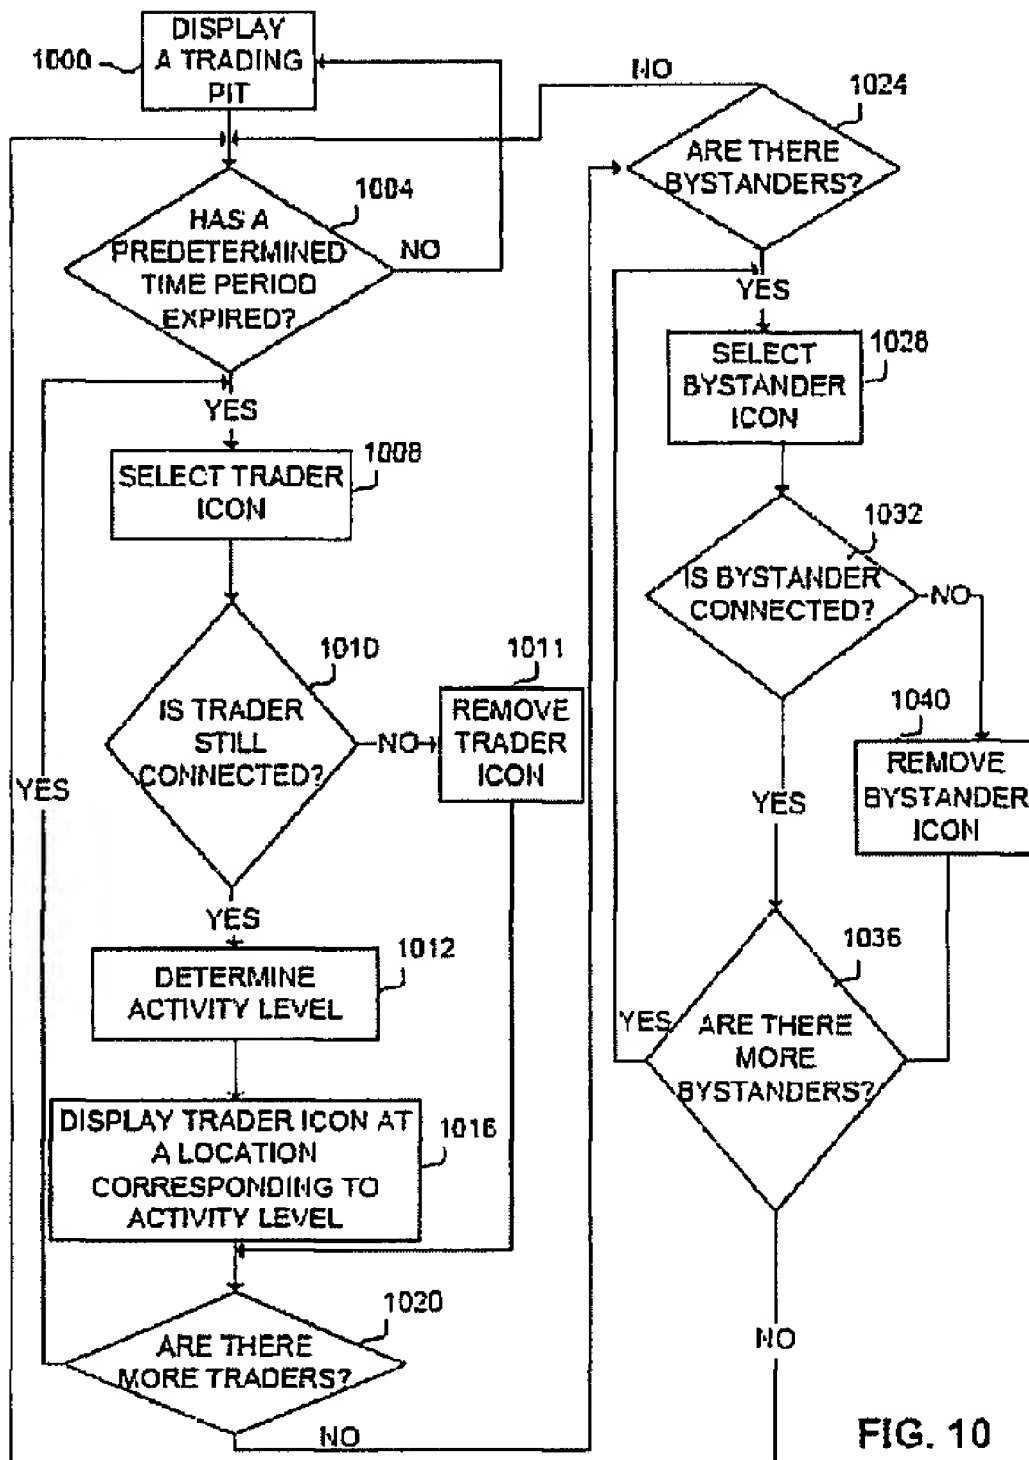 DISPLAY
A TRADING
PIT
1000
HAS A
PREDETERMINED
TIME PERIOD
EXPIRED?
1004
NO
YES
SELECT TRADER
ICON
1008
IS TRADER
STILL
CONNECTED?
1010
NO
1011
REMOVE
TRADER
ICON
YES
YES
DETERMINE
ACTIVITY LEVEL
1012
DISPLAY TRADER ICON AT
A LOCATION
CORRESPONDING TO
ACTIVITY LEVEL
1016
ARE THERE
MORE TRADERS?
1020
NO
NO
1024
ARE THERE
BYSTANDERS?
YES
SELECT
BYSTANDER
ICON
1028
1032
IS BYSTANDER
CONNECTED?
NO
1040
REMOVE
BYSTANDER
ICON
YES
1036
YES
ARE THERE
MORE
BYSTANDERS?
NO
FIG. 10